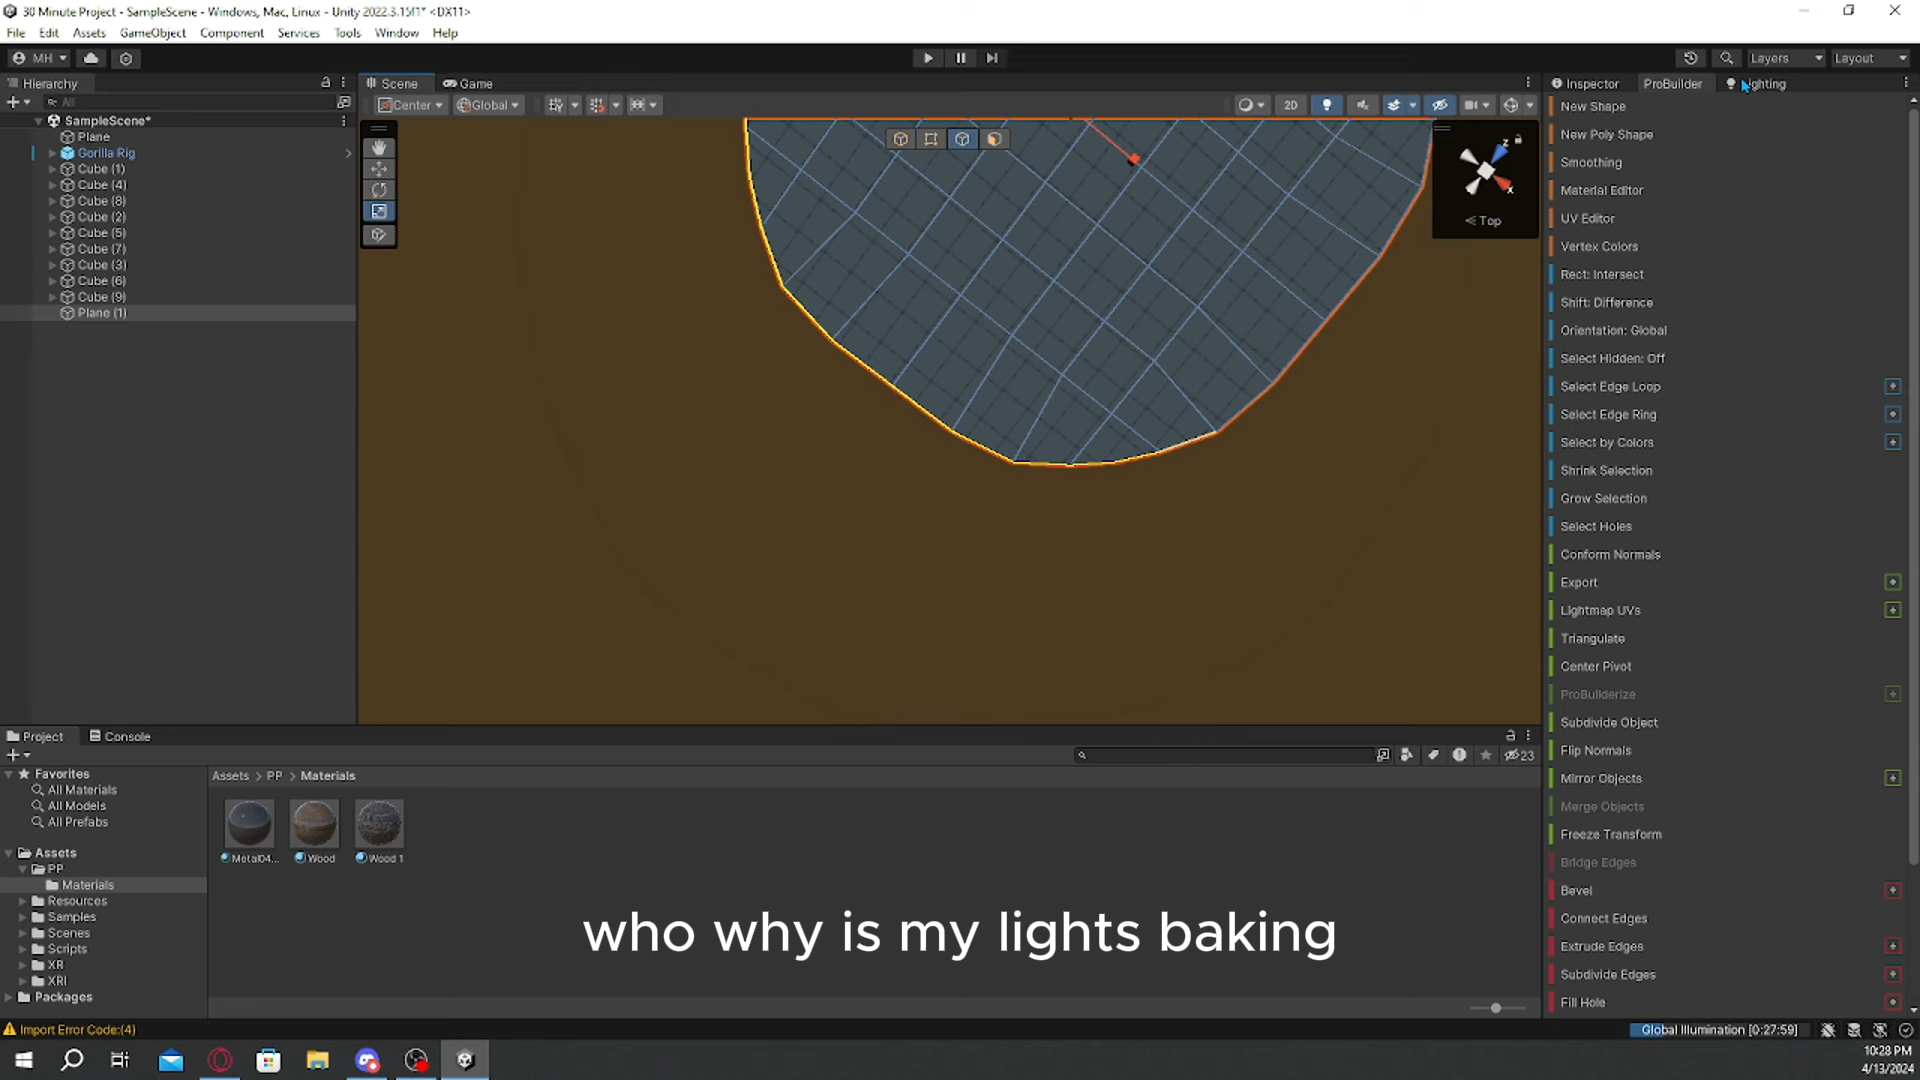 30 Minute Project - SampleScene - Windows, Mac, Linux - Unity 2022.3.15f1* <DX11>
File Edit Assets GameObject Component Services Tools Window Help
MH Layers Layout
Hierarchy
All
SampleScene*
Plane
Gorilla Rig
Cube (1)
Cube (4)
Cube (8)
Cube (2)
Cube (5)
Cube (7)
Cube (3)
Cube (6)
Cube (9)
Plane (1)
Scene Game
Center Global 2D
z
x
Top
Inspector ProBuilder Lighting
New Shape
New Poly Shape
Smoothing
Material Editor
UV Editor
Vertex Colors
Rect: Intersect
Shift: Difference
Orientation: Global
Select Hidden: Off
Select Edge Loop
Select Edge Ring
Select by Colors
Shrink Selection
Grow Selection
Select Holes
Conform Normals
Export
Lightmap UVs
Triangulate
Center Pivot
ProBuilderize
Subdivide Object
Flip Normals
Mirror Objects
Merge Objects
Freeze Transform
Bridge Edges
Bevel
Connect Edges
Extrude Edges
Subdivide Edges
Fill Hole
Project Console
23
Favorites
All Materials
All Models
All Prefabs
Assets
PP
Materials
Resources
Samples
Scenes
Scripts
XR
XRI
Packages
Assets > PP > Materials
Metal04... Wood Wood 1
who why is my lights baking
Import Error Code:(4)
Global Illumination [0:27:59]
10:28 PM
4/13/2024